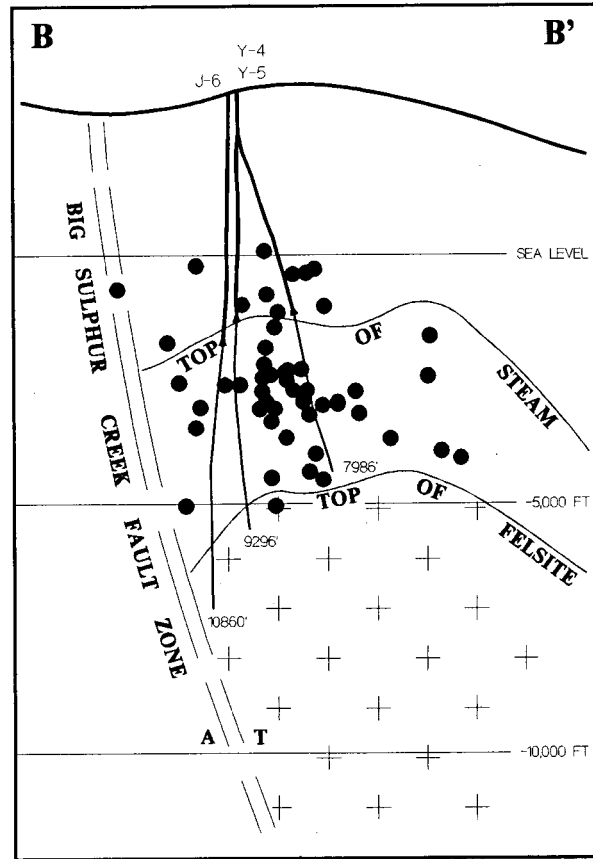 B
B'
Y-4
J-6 Y-5
SEA LEVEL
BIG SULPHUR CREEK FAULT ZONE
TOP OF STEAM
7986'
TOP OF FELSITE
-5,000 FT
9296'
10860'
A T
-10,000 FT